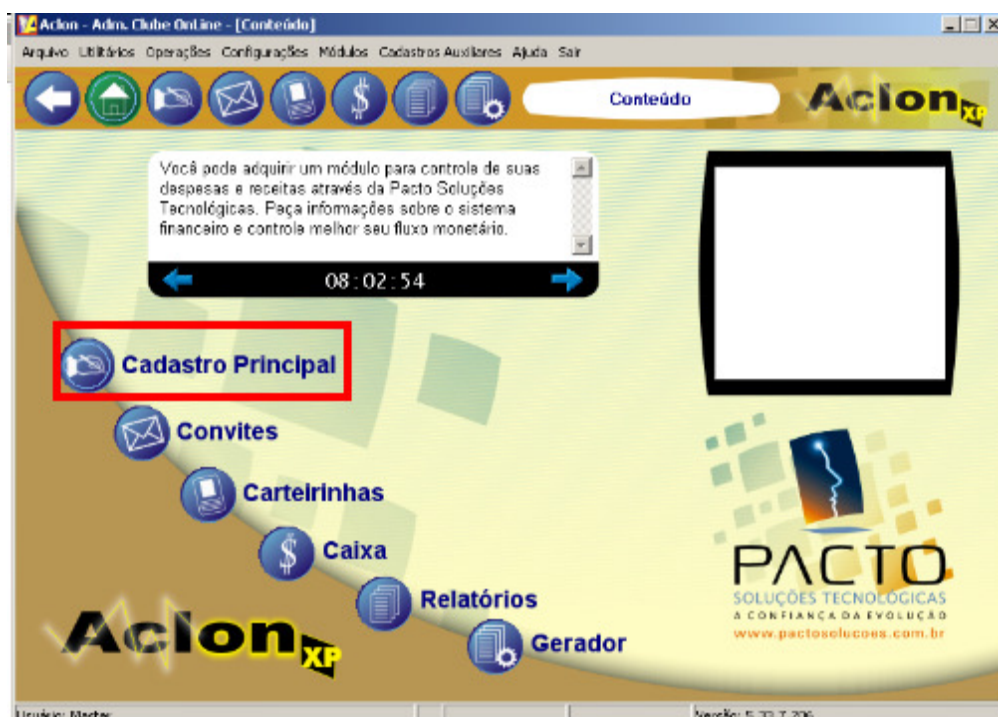 Aclon - Adm. Clube OnLine - [Conteúdo]
Arquivo Utilitários Operações Configurações Módulos Cadastros Auxiliares Ajuda Sair
Conteúdo
Aclon XP
Você pode adquirir um módulo para controle de suas
despesas e receitas através da Pacto Soluções
Tecnológicas. Peça informações sobre o sistema
financeiro e controle melhor seu fluxo monetário.
08:02:54
Cadastro Principal
Convites
Carteirinhas
Caixa
Relatórios
Gerador
Aclon XP
PACTO
SOLUÇÕES TECNOLÓGICAS
A CONFIANÇA DA EVOLUÇÃO
www.pactosolucoes.com.br
Usuário: Master
Versão: